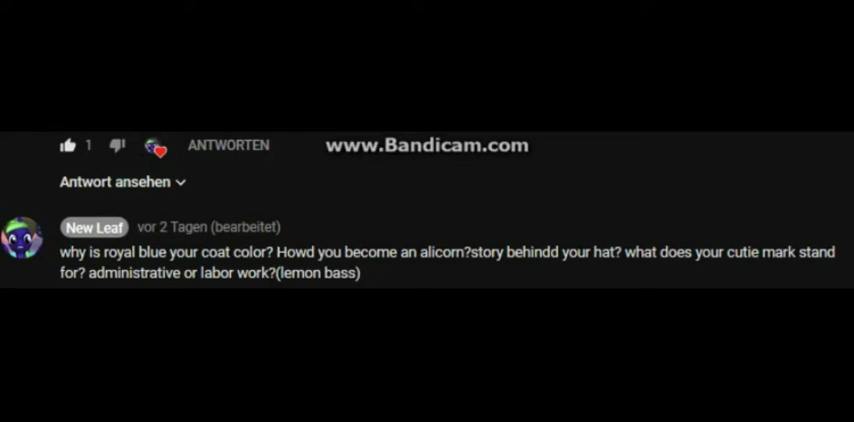 1 ANTWORTEN www.Bandicam.com
Antwort ansehen
New Leaf vor 2 Tagen (bearbeitet)
why is royal blue your coat color? Howd you become an alicorn?story behindd your hat? what does your cutie mark stand
for? administrative or labor work?(lemon bass)